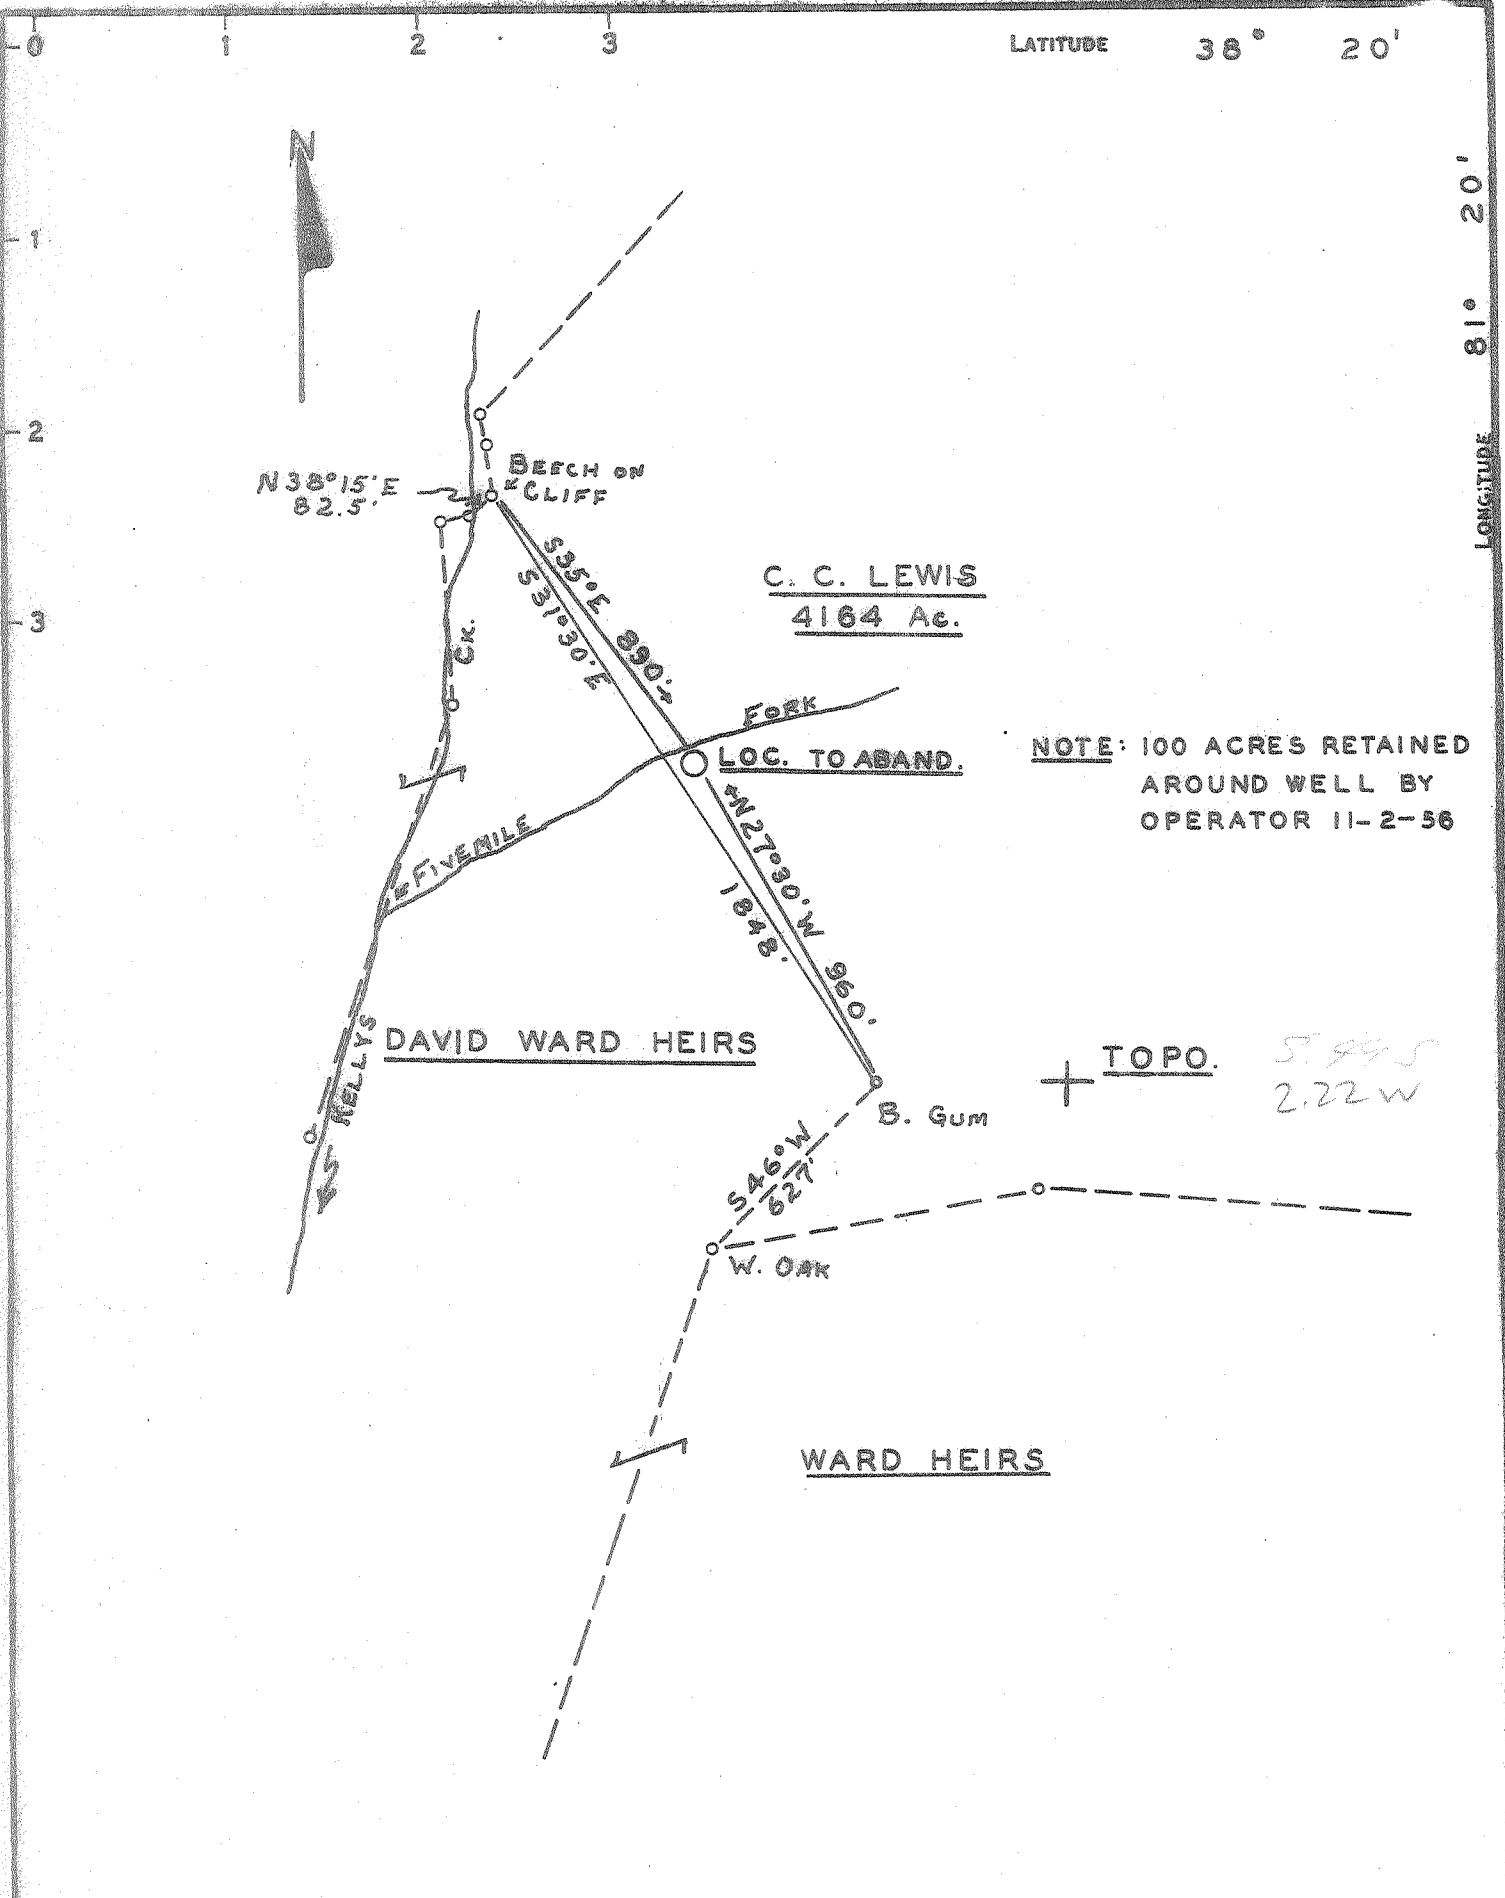 0 1 2 3 LATITUDE 38° 20'
1
2
3
LONGITUDE 81° 20'
N
N38°15'E
82.5'
BEECH ON
CLIFF
S35°E 890'
S31°30'E 1848'
C. C. LEWIS
4164 Ac.
CK.
FORK
LOC. TO ABAND.
NOTE: 100 ACRES RETAINED
AROUND WELL BY
OPERATOR 11-2-56
N27°30'W 960'
FIVEMILE
KELLYS
DAVID WARD HEIRS
TOPO.
2.22 W
B. GUM
S46°W
627'
W. OAK
WARD HEIRS